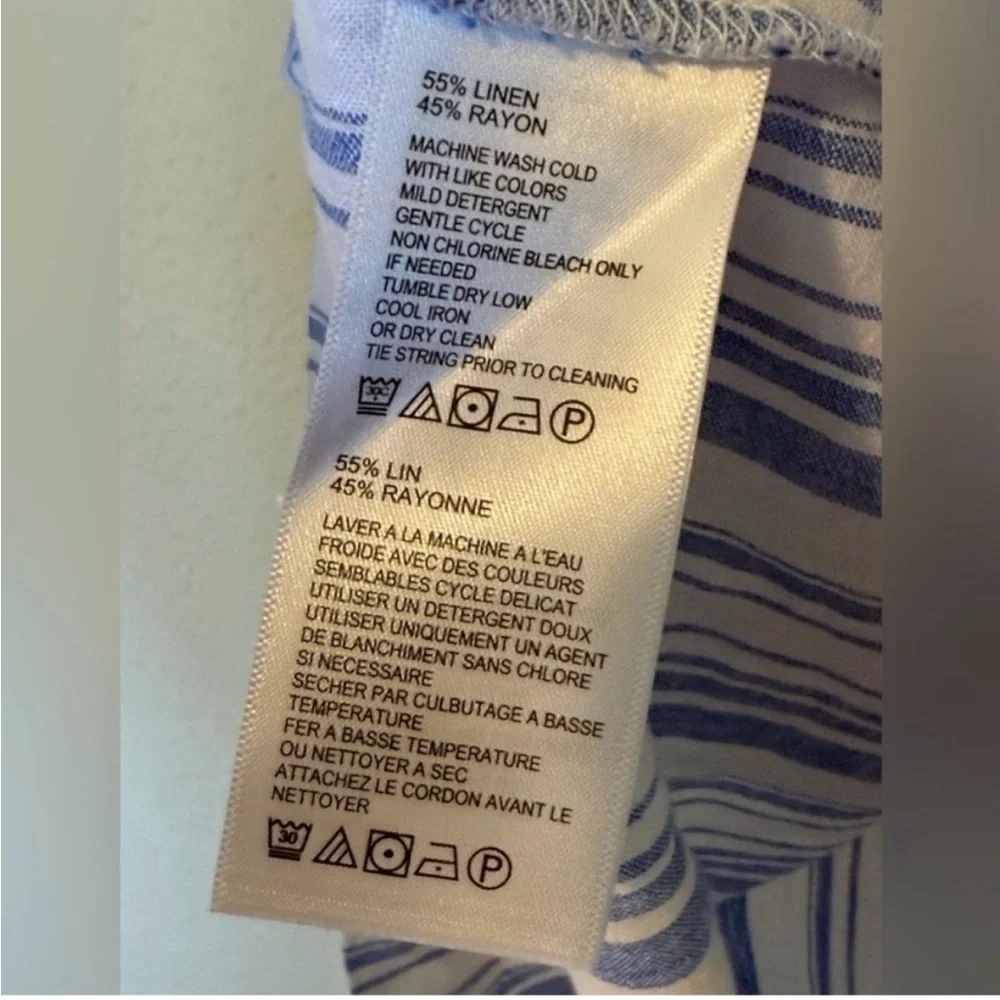 55% LINEN
45% RAYON
MACHINE WASH COLD
WITH LIKE COLORS
MILD DETERGENT
GENTLE CYCLE
NON CHLORINE BLEACH ONLY
IF NEEDED
TUMBLE DRY LOW
COOL IRON
OR DRY CLEAN
TIE STRING PRIOR TO CLEANING
30C P
55% LIN
45% RAYONNE
LAVER A LA MACHINE A L'EAU
FROIDE AVEC DES COULEURS
SEMBLABLES CYCLE DELICAT
UTILISER UN DETERGENT DOUX
UTILISER UNIQUEMENT UN AGENT
DE BLANCHIMENT SANS CHLORE
SI NECESSAIRE
SECHER PAR CULBUTAGE A BASSE
TEMPERATURE
FER A BASSE TEMPERATURE
OU NETTOYER A SEC
ATTACHEZ LE CORDON AVANT LE
NETTOYER
30 P